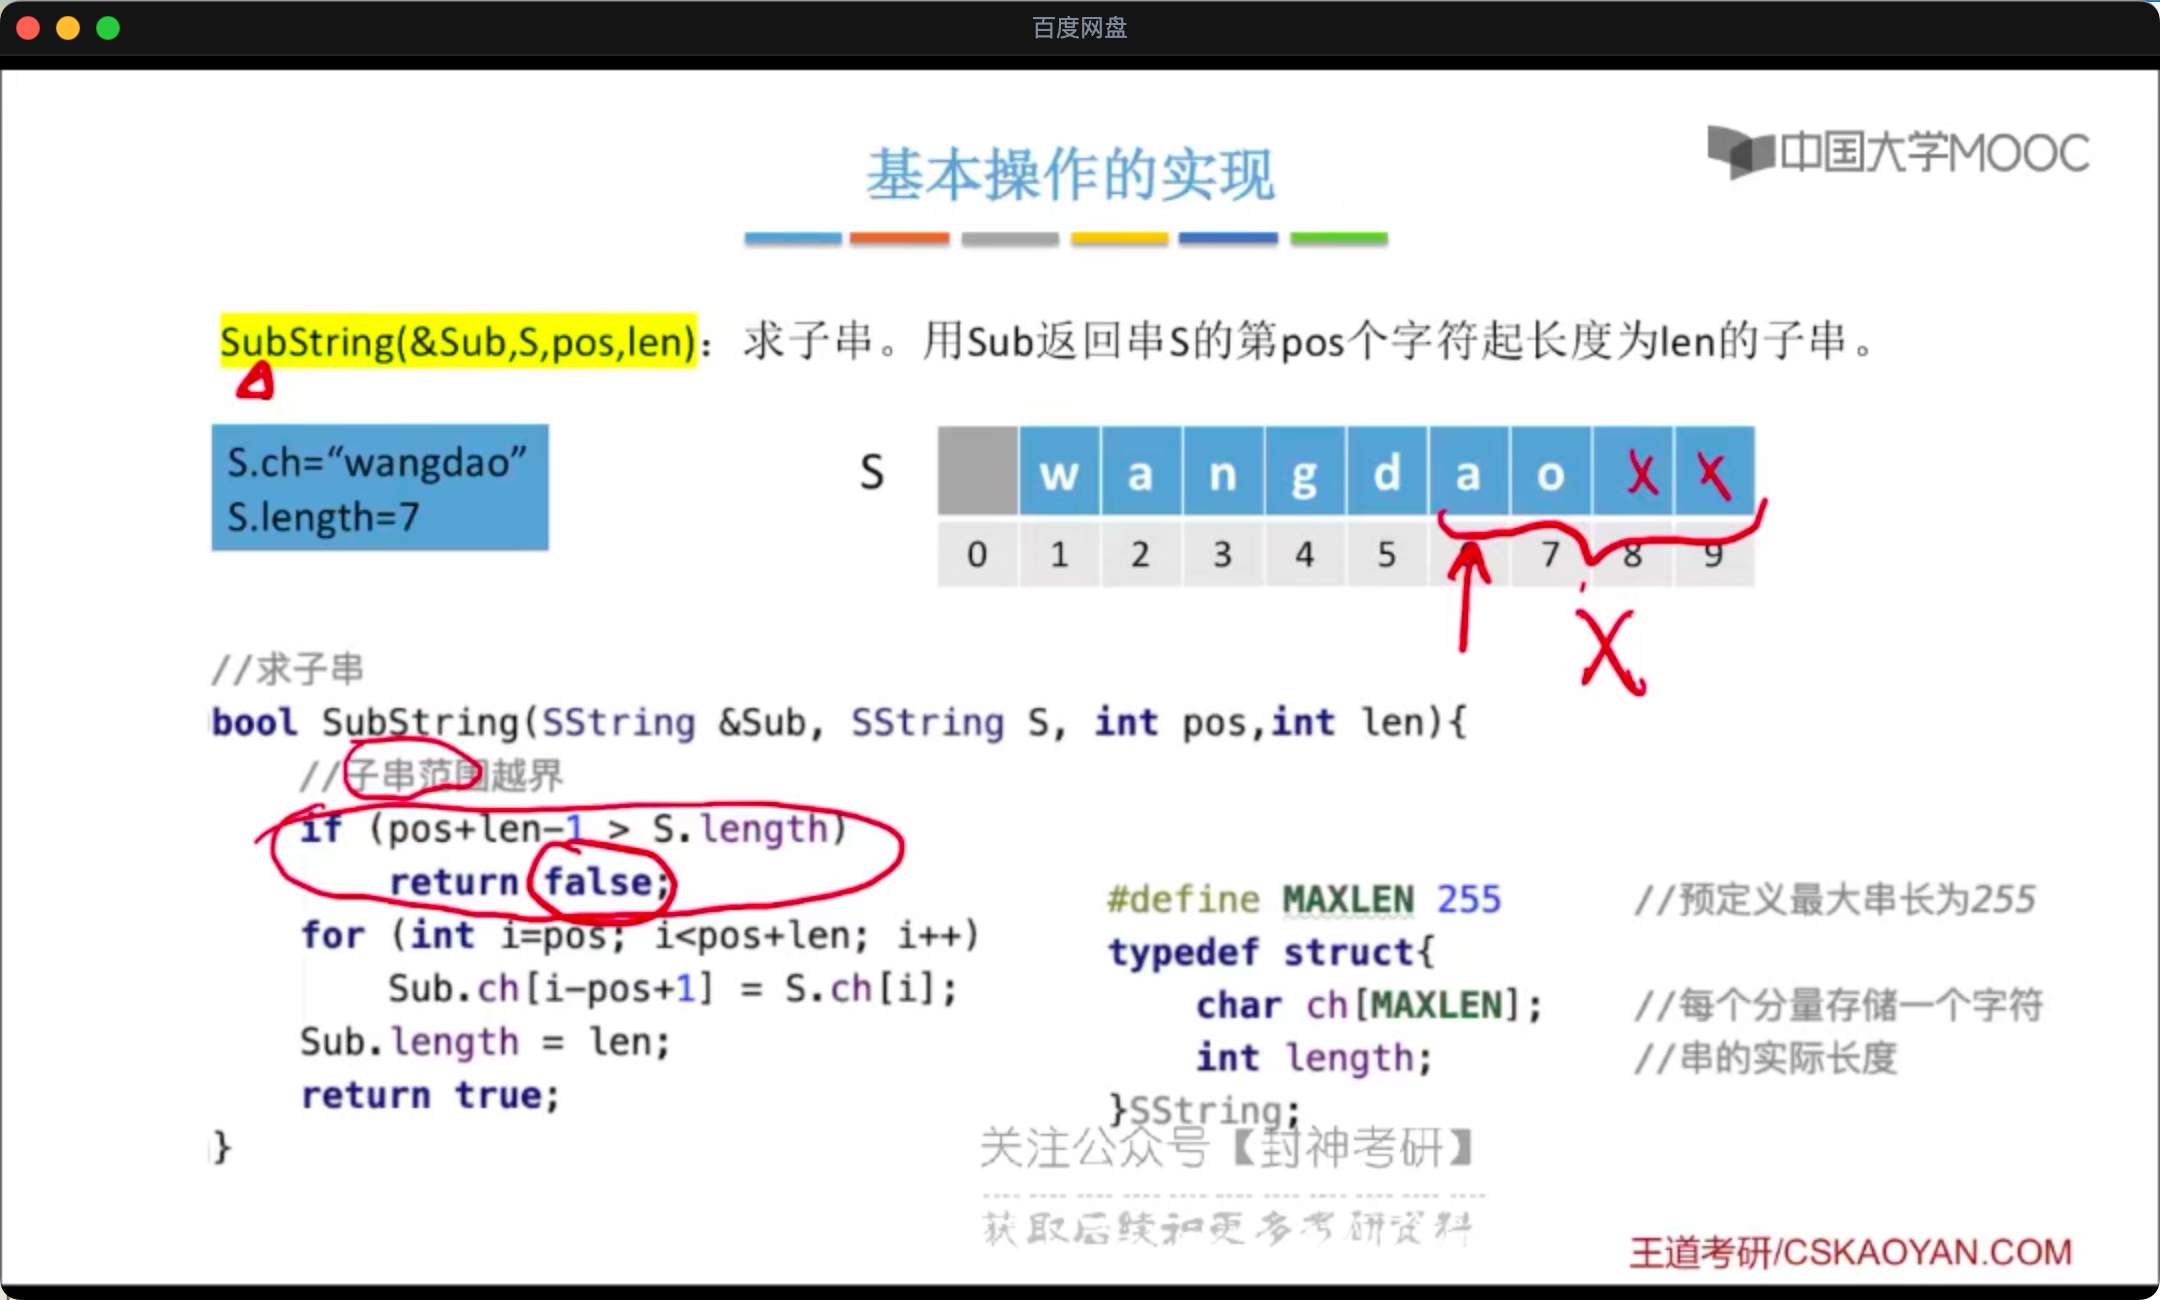 百度网盘
中国大学MOOC
基本操作的实现
SubString(&Sub,S,pos,len)：求子串。用Sub返回串S的第pos个字符起长度为len的子串。
S.ch=“wangdao”
S.length=7
S
w a n g d a o X X
0 1 2 3 4 5 6 7 8 9
X
//求子串
bool SubString(SString &Sub, SString S, int pos,int len){
//子串范围越界
if (pos+len-1 > S.length)
return false;
for (int i=pos; i<pos+len; i++)
Sub.ch[i-pos+1] = S.ch[i];
Sub.length = len;
return true;
}
#define MAXLEN 255 //预定义最大串长为255
typedef struct{
char ch[MAXLEN]; //每个分量存储一个字符
int length; //串的实际长度
}SString;
关注公众号【封神考研】
获取后续和更多考研资料
王道考研/CSKAOYAN.COM